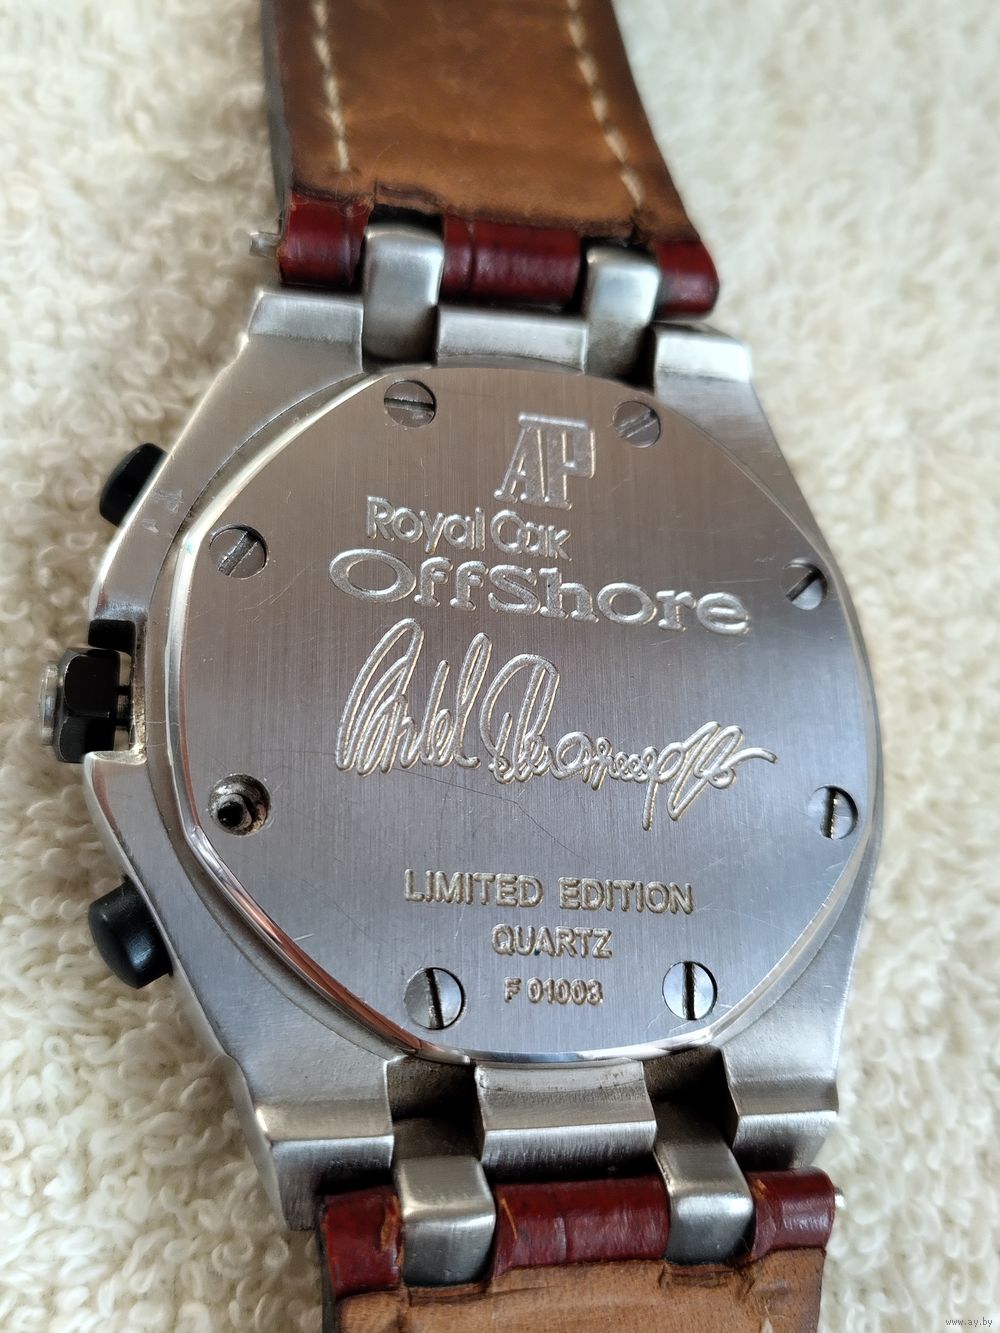 AP
Royal Oak
OffShore
LIMITED EDITION
QUARTZ
F 01003
www.ay.by